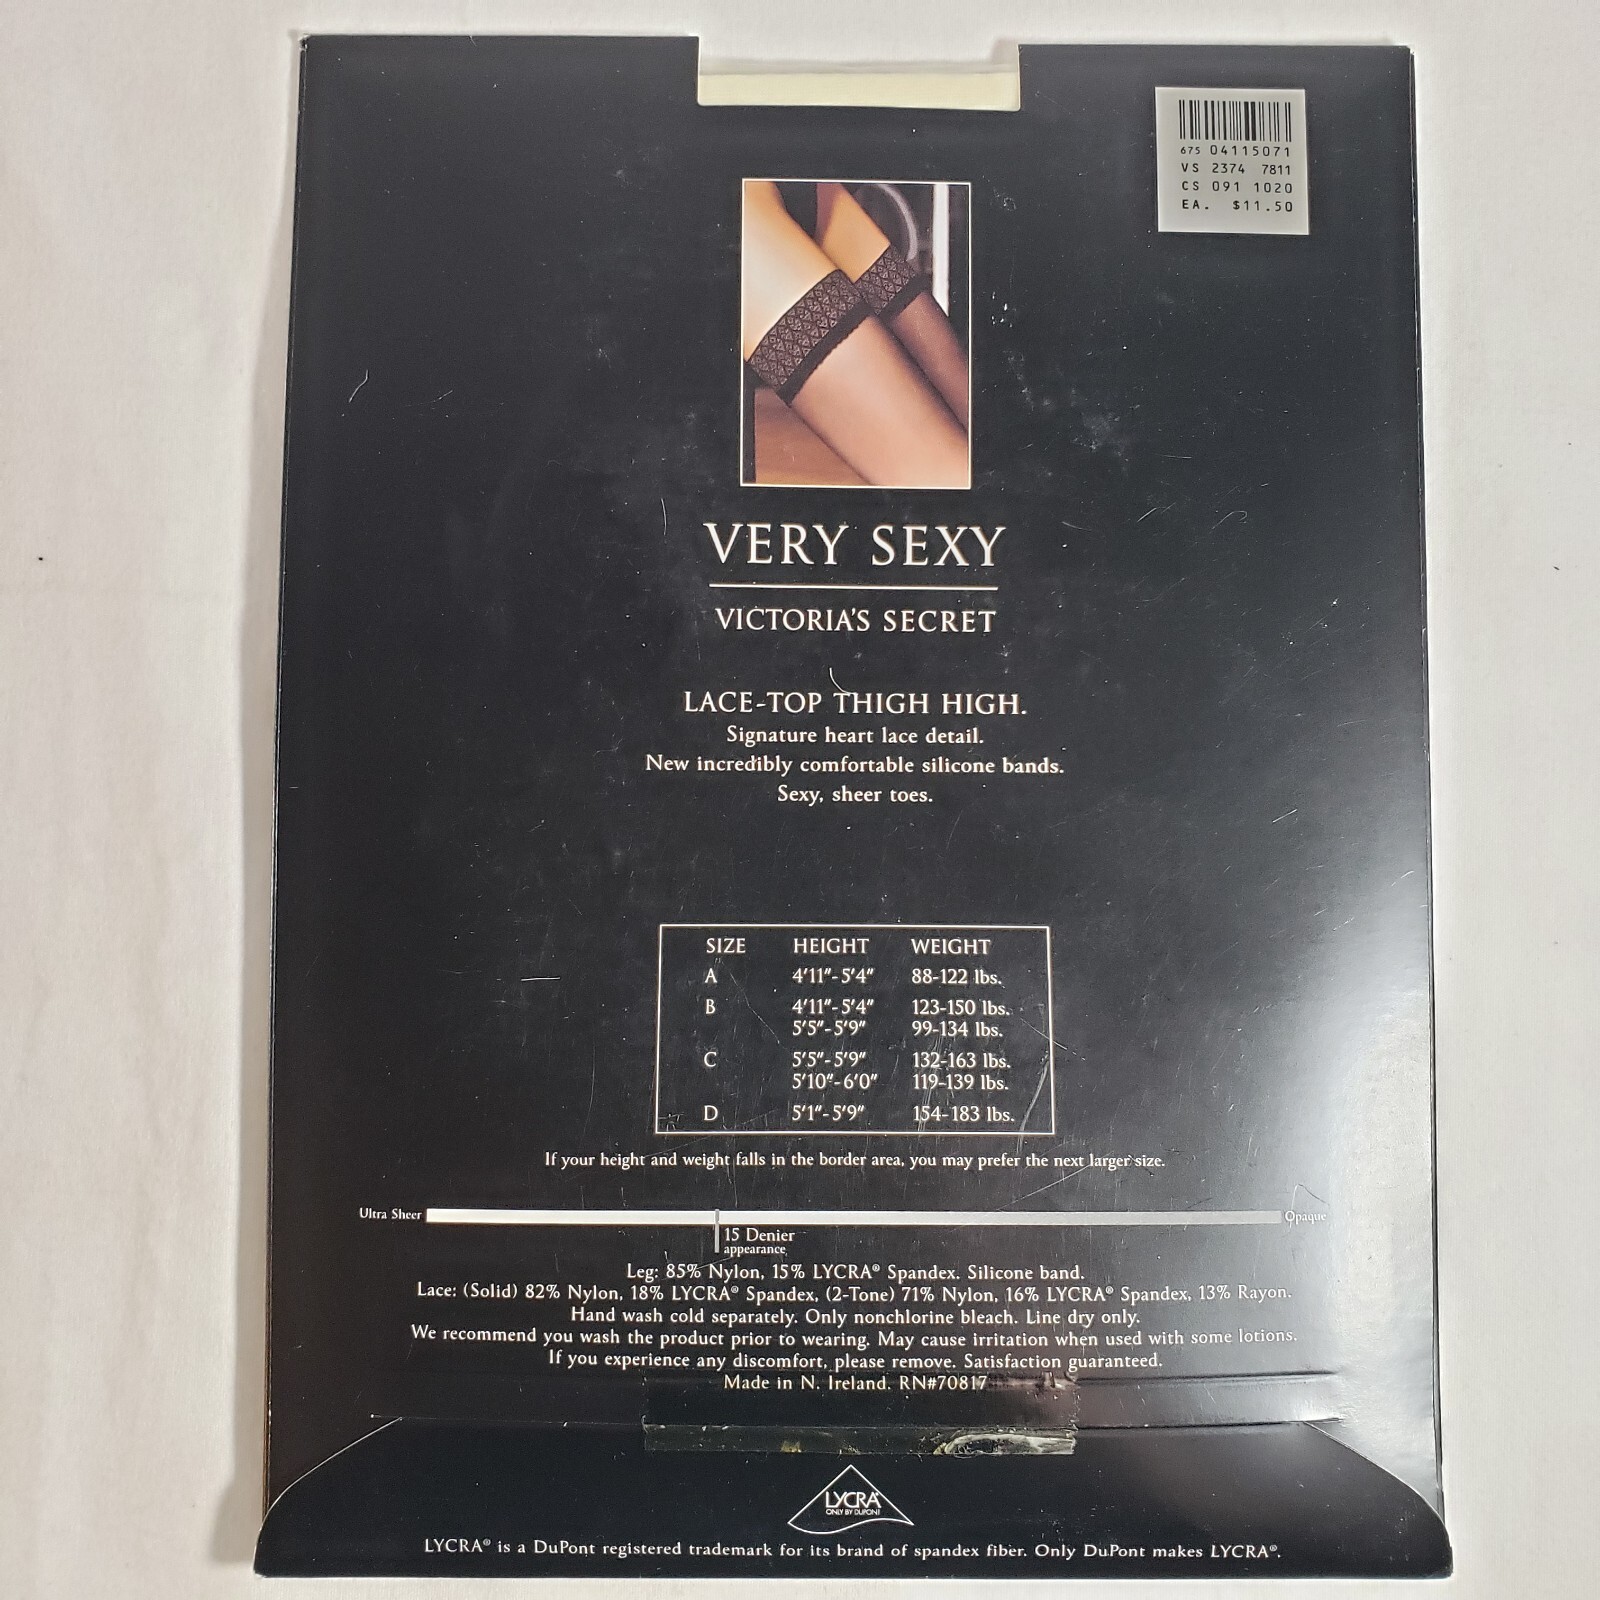 675 04115071
VS 2374 7811
CS 091 1020
EA. $11.50
VERY SEXY
VICTORIA'S SECRET
LACE-TOP THIGH HIGH.
Signature heart lace detail.
New incredibly comfortable silicone bands.
Sexy, sheer toes.
SIZE HEIGHT WEIGHT
A 4'11"-5'4" 88-122 lbs.
B 4'11"-5'4" 123-150 lbs.
5'5"-5'9" 99-134 lbs.
C 5'5"-5'9" 132-163 lbs.
5'10"-6'0" 119-139 lbs.
D 5'1"-5'9" 154-183 lbs.
If your height and weight falls in the border area, you may prefer the next larger size.
Ultra Sheer Opaque
15 Denier
appearance
Leg: 85% Nylon, 15% LYCRA® Spandex. Silicone band.
Lace: (Solid) 82% Nylon, 18% LYCRA® Spandex, (2-Tone) 71% Nylon, 16% LYCRA® Spandex, 13% Rayon.
Hand wash cold separately. Only nonchlorine bleach. Line dry only.
We recommend you wash the product prior to wearing. May cause irritation when used with some lotions.
If you experience any discomfort, please remove. Satisfaction guaranteed.
Made in N. Ireland. RN#70817
LYCRA®
ONLY BY DUPONT
LYCRA® is a DuPont registered trademark for its brand of spandex fiber. Only DuPont makes LYCRA®.